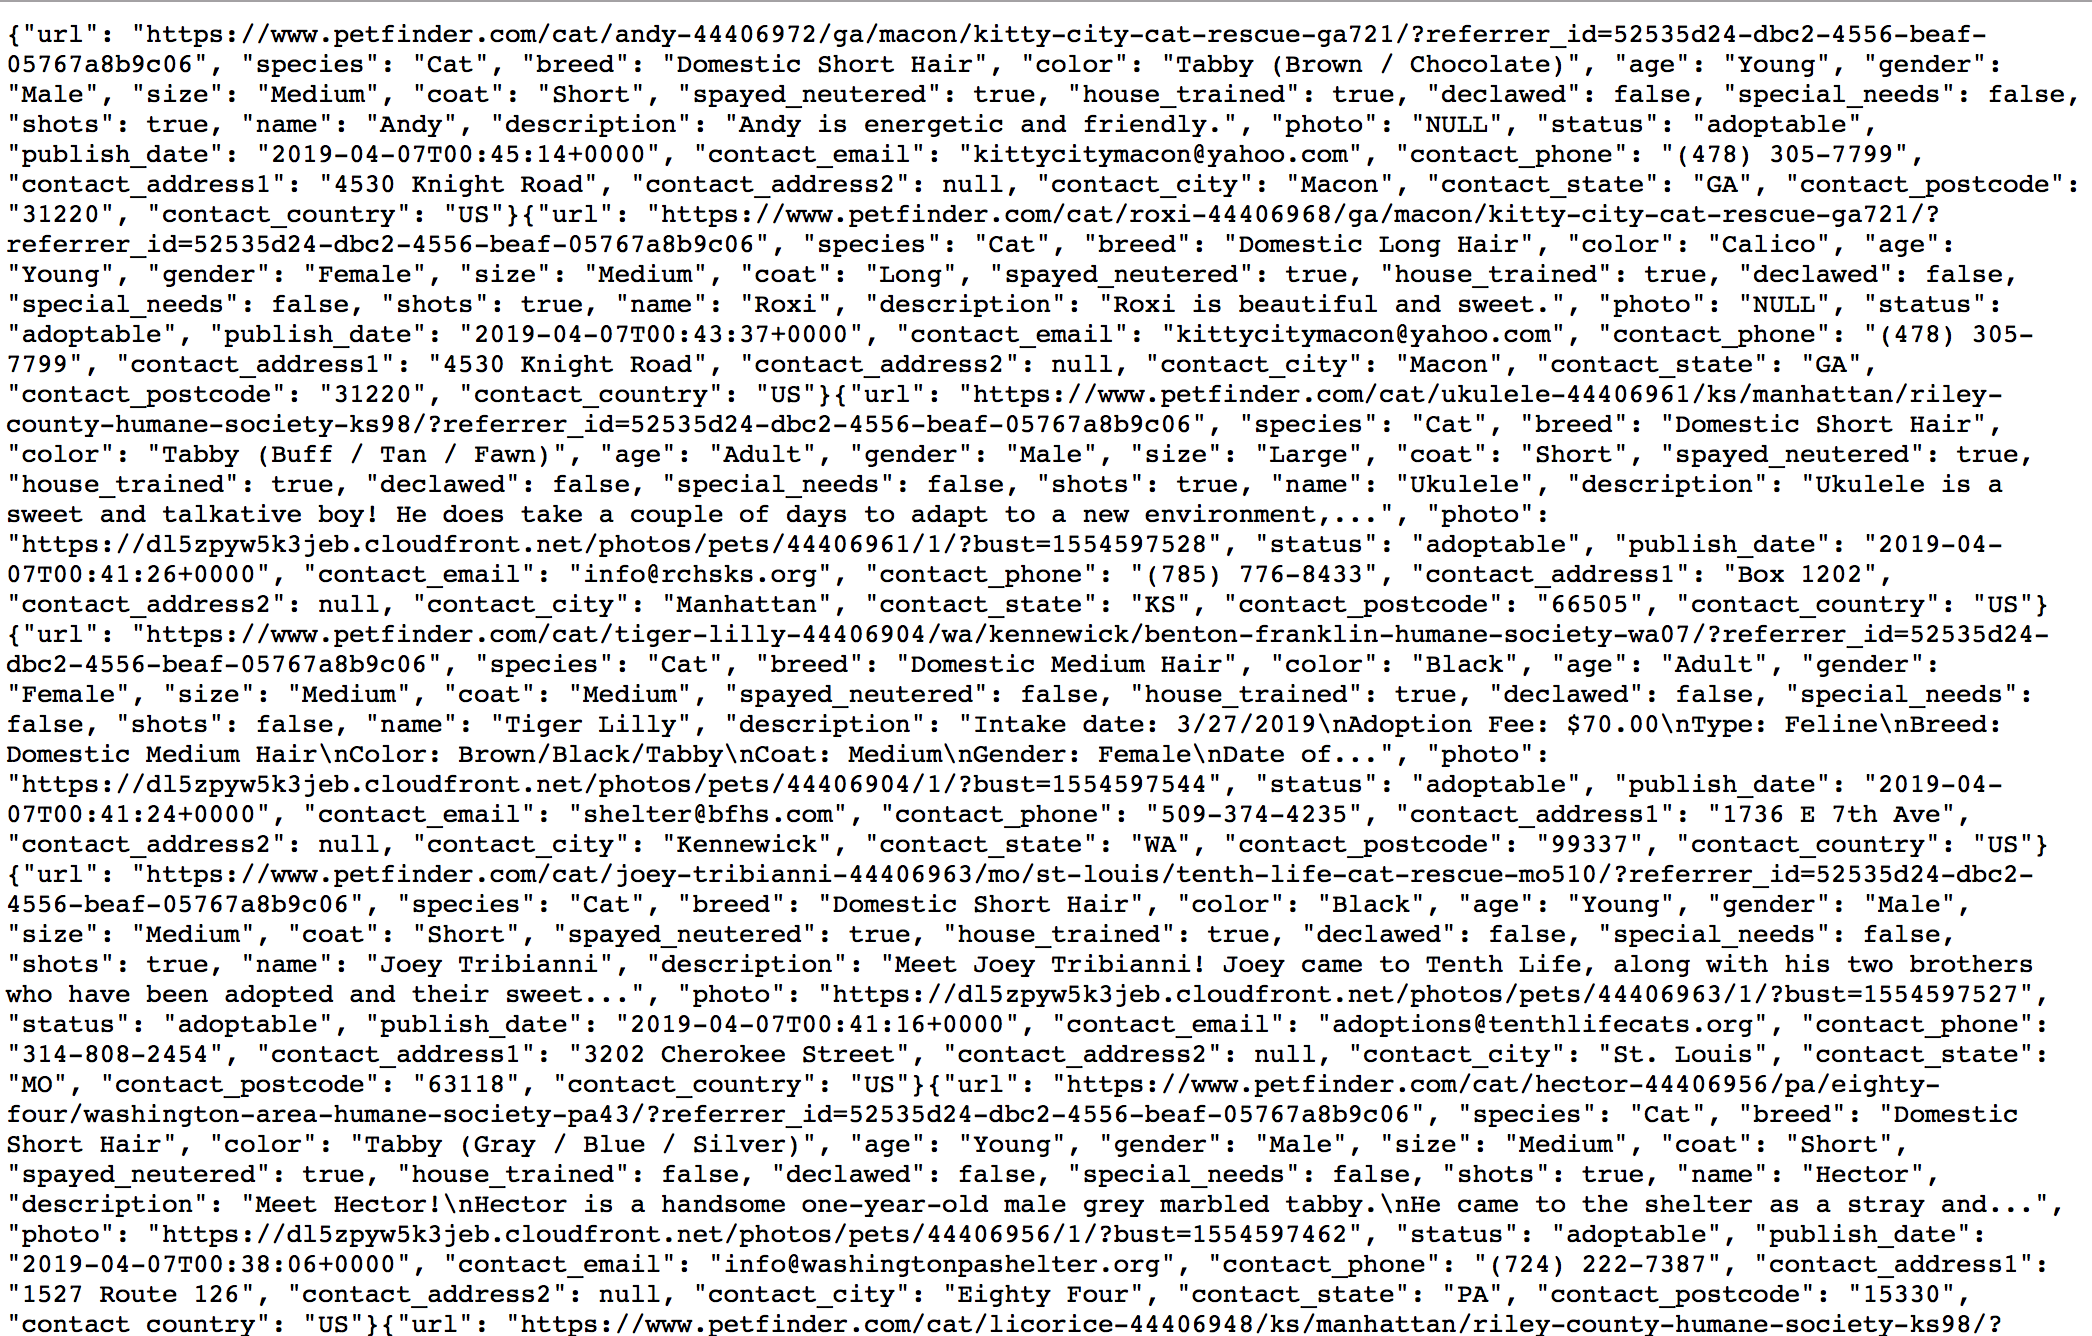 {"url": "https://www.petfinder.com/cat/andy-44406972/ga/macon/kitty-city-cat-rescue-ga721/?referrer_id=52535d24-dbc2-4556-beaf-
05767a8b9c06", "species": "Cat", "breed": "Domestic Short Hair", "color": "Tabby (Brown / Chocolate)", "age": "Young", "gender":
"Male", "size": "Medium", "coat": "Short", "spayed_neutered": true, "house_trained": true, "declawed": false, "special_needs": false,
"shots": true, "name": "Andy", "description": "Andy is energetic and friendly.", "photo": "NULL", "status": "adoptable",
"publish_date": "2019-04-07T00:45:14+0000", "contact_email": "kittycitymacon@yahoo.com", "contact_phone": "(478) 305-7799",
"contact_address1": "4530 Knight Road", "contact_address2": null, "contact_city": "Macon", "contact_state": "GA", "contact_postcode":
"31220", "contact_country": "US"}{"url": "https://www.petfinder.com/cat/roxi-44406968/ga/macon/kitty-city-cat-rescue-ga721/?
referrer_id=52535d24-dbc2-4556-beaf-05767a8b9c06", "species": "Cat", "breed": "Domestic Long Hair", "color": "Calico", "age":
"Young", "gender": "Female", "size": "Medium", "coat": "Long", "spayed_neutered": true, "house_trained": true, "declawed": false,
"special_needs": false, "shots": true, "name": "Roxi", "description": "Roxi is beautiful and sweet.", "photo": "NULL", "status":
"adoptable", "publish_date": "2019-04-07T00:43:37+0000", "contact_email": "kittycitymacon@yahoo.com", "contact_phone": "(478) 305-
7799", "contact_address1": "4530 Knight Road", "contact_address2": null, "contact_city": "Macon", "contact_state": "GA",
"contact_postcode": "31220", "contact_country": "US"}{"url": "https://www.petfinder.com/cat/ukulele-44406961/ks/manhattan/riley-
county-humane-society-ks98/?referrer_id=52535d24-dbc2-4556-beaf-05767a8b9c06", "species": "Cat", "breed": "Domestic Short Hair",
"color": "Tabby (Buff / Tan / Fawn)", "age": "Adult", "gender": "Male", "size": "Large", "coat": "Short", "spayed_neutered": true,
"house_trained": true, "declawed": false, "special_needs": false, "shots": true, "name": "Ukulele", "description": "Ukulele is a
sweet and talkative boy! He does take a couple of days to adapt to a new environment,...", "photo":
"https://dl5zpyw5k3jeb.cloudfront.net/photos/pets/44406961/1/?bust=1554597528", "status": "adoptable", "publish_date": "2019-04-
07T00:41:26+0000", "contact_email": "info@rchsks.org", "contact_phone": "(785) 776-8433", "contact_address1": "Box 1202",
"contact_address2": null, "contact_city": "Manhattan", "contact_state": "KS", "contact_postcode": "66505", "contact_country": "US"}
{"url": "https://www.petfinder.com/cat/tiger-lilly-44406904/wa/kennewick/benton-franklin-humane-society-wa07/?referrer_id=52535d24-
dbc2-4556-beaf-05767a8b9c06", "species": "Cat", "breed": "Domestic Medium Hair", "color": "Black", "age": "Adult", "gender":
"Female", "size": "Medium", "coat": "Medium", "spayed_neutered": false, "house_trained": true, "declawed": false, "special_needs":
false, "shots": false, "name": "Tiger Lilly", "description": "Intake date: 3/27/2019\nAdoption Fee: $70.00\nType: Feline\nBreed:
Domestic Medium Hair\nColor: Brown/Black/Tabby\nCoat: Medium\nGender: Female\nDate of...", "photo":
"https://dl5zpyw5k3jeb.cloudfront.net/photos/pets/44406904/1/?bust=1554597544", "status": "adoptable", "publish_date": "2019-04-
07T00:41:24+0000", "contact_email": "shelter@bfhs.com", "contact_phone": "509-374-4235", "contact_address1": "1736 E 7th Ave",
"contact_address2": null, "contact_city": "Kennewick", "contact_state": "WA", "contact_postcode": "99337", "contact_country": "US"}
{"url": "https://www.petfinder.com/cat/joey-tribianni-44406963/mo/st-louis/tenth-life-cat-rescue-mo510/?referrer_id=52535d24-dbc2-
4556-beaf-05767a8b9c06", "species": "Cat", "breed": "Domestic Short Hair", "color": "Black", "age": "Young", "gender": "Male",
"size": "Medium", "coat": "Short", "spayed_neutered": true, "house_trained": true, "declawed": false, "special_needs": false,
"shots": true, "name": "Joey Tribianni", "description": "Meet Joey Tribianni! Joey came to Tenth Life, along with his two brothers
who have been adopted and their sweet...", "photo": "https://dl5zpyw5k3jeb.cloudfront.net/photos/pets/44406963/1/?bust=1554597527",
"status": "adoptable", "publish_date": "2019-04-07T00:41:16+0000", "contact_email": "adoptions@tenthlifecats.org", "contact_phone":
"314-808-2454", "contact_address1": "3202 Cherokee Street", "contact_address2": null, "contact_city": "St. Louis", "contact_state":
"MO", "contact_postcode": "63118", "contact_country": "US"}{"url": "https://www.petfinder.com/cat/hector-44406956/pa/eighty-
four/washington-area-humane-society-pa43/?referrer_id=52535d24-dbc2-4556-beaf-05767a8b9c06", "species": "Cat", "breed": "Domestic
Short Hair", "color": "Tabby (Gray / Blue / Silver)", "age": "Young", "gender": "Male", "size": "Medium", "coat": "Short",
"spayed_neutered": true, "house_trained": false, "declawed": false, "special_needs": false, "shots": true, "name": "Hector",
"description": "Meet Hector!\nHector is a handsome one-year-old male grey marbled tabby.\nHe came to the shelter as a stray and...",
"photo": "https://dl5zpyw5k3jeb.cloudfront.net/photos/pets/44406956/1/?bust=1554597462", "status": "adoptable", "publish_date":
"2019-04-07T00:38:06+0000", "contact_email": "info@washingtonpashelter.org", "contact_phone": "(724) 222-7387", "contact_address1":
"1527 Route 126", "contact_address2": null, "contact_city": "Eighty Four", "contact_state": "PA", "contact_postcode": "15330",
"contact_country": "US"}{"url": "https://www.petfinder.com/cat/licorice-44406948/ks/manhattan/riley-county-humane-society-ks98/?